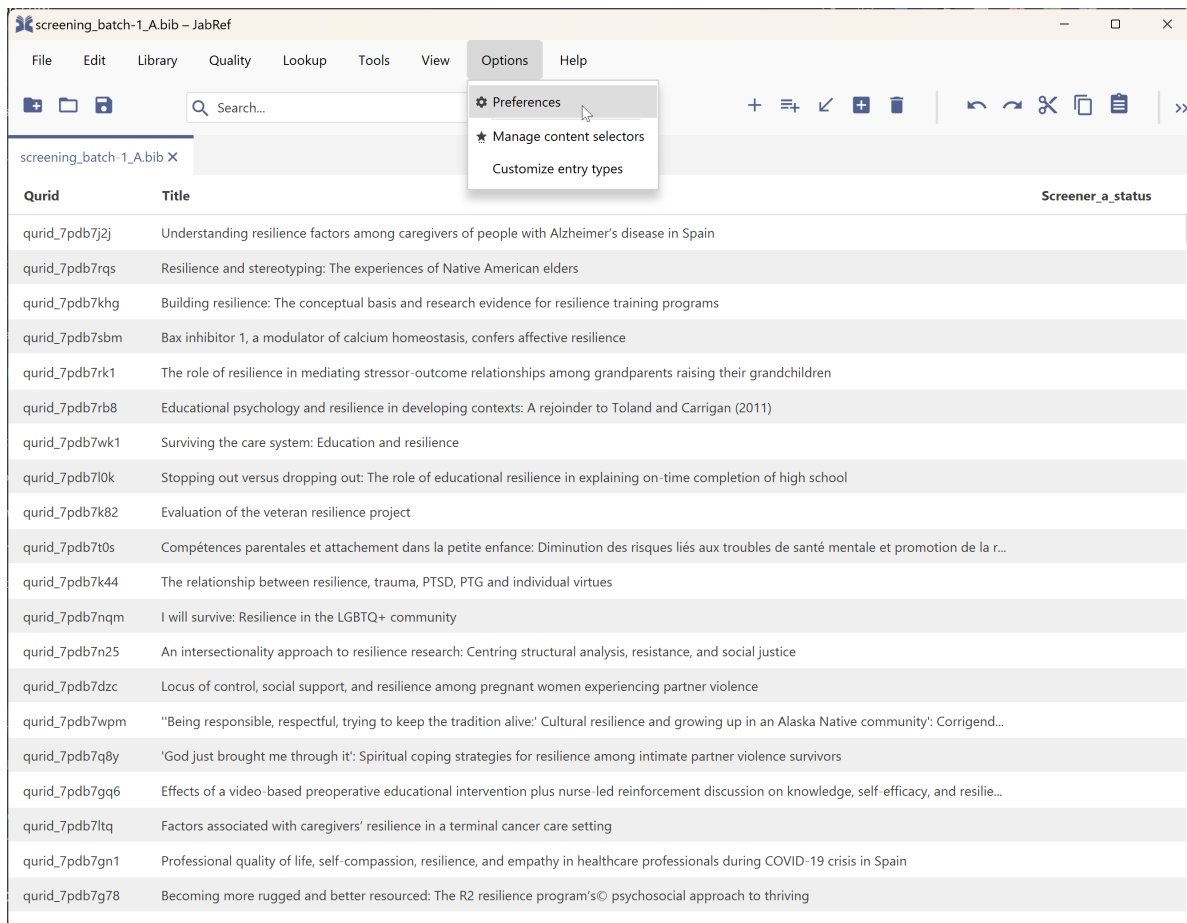 screening_batch-1_A.bib – JabRef
File Edit Library Quality Lookup Tools View Options Help
Search...
Preferences
Manage content selectors
Customize entry types
screening_batch-1_A.bib
Qurid Title Screener_a_status
qurid_7pdb7j2j Understanding resilience factors among caregivers of people with Alzheimer's disease in Spain
qurid_7pdb7rqs Resilience and stereotyping: The experiences of Native American elders
qurid_7pdb7khg Building resilience: The conceptual basis and research evidence for resilience training programs
qurid_7pdb7sbm Bax inhibitor 1, a modulator of calcium homeostasis, confers affective resilience
qurid_7pdb7rk1 The role of resilience in mediating stressor-outcome relationships among grandparents raising their grandchildren
qurid_7pdb7rb8 Educational psychology and resilience in developing contexts: A rejoinder to Toland and Carrigan (2011)
qurid_7pdb7wk1 Surviving the care system: Education and resilience
qurid_7pdb7l0k Stopping out versus dropping out: The role of educational resilience in explaining on-time completion of high school
qurid_7pdb7k82 Evaluation of the veteran resilience project
qurid_7pdb7t0s Compétences parentales et attachement dans la petite enfance: Diminution des risques liés aux troubles de santé mentale et promotion de la r...
qurid_7pdb7k44 The relationship between resilience, trauma, PTSD, PTG and individual virtues
qurid_7pdb7nqm I will survive: Resilience in the LGBTQ+ community
qurid_7pdb7n25 An intersectionality approach to resilience research: Centring structural analysis, resistance, and social justice
qurid_7pdb7dzc Locus of control, social support, and resilience among pregnant women experiencing partner violence
qurid_7pdb7wpm ''Being responsible, respectful, trying to keep the tradition alive:' Cultural resilience and growing up in an Alaska Native community': Corrigend...
qurid_7pdb7q8y 'God just brought me through it': Spiritual coping strategies for resilience among intimate partner violence survivors
qurid_7pdb7gq6 Effects of a video-based preoperative educational intervention plus nurse-led reinforcement discussion on knowledge, self-efficacy, and resilie...
qurid_7pdb7ltq Factors associated with caregivers' resilience in a terminal cancer care setting
qurid_7pdb7gn1 Professional quality of life, self-compassion, resilience, and empathy in healthcare professionals during COVID-19 crisis in Spain
qurid_7pdb7g78 Becoming more rugged and better resourced: The R2 resilience program's© psychosocial approach to thriving